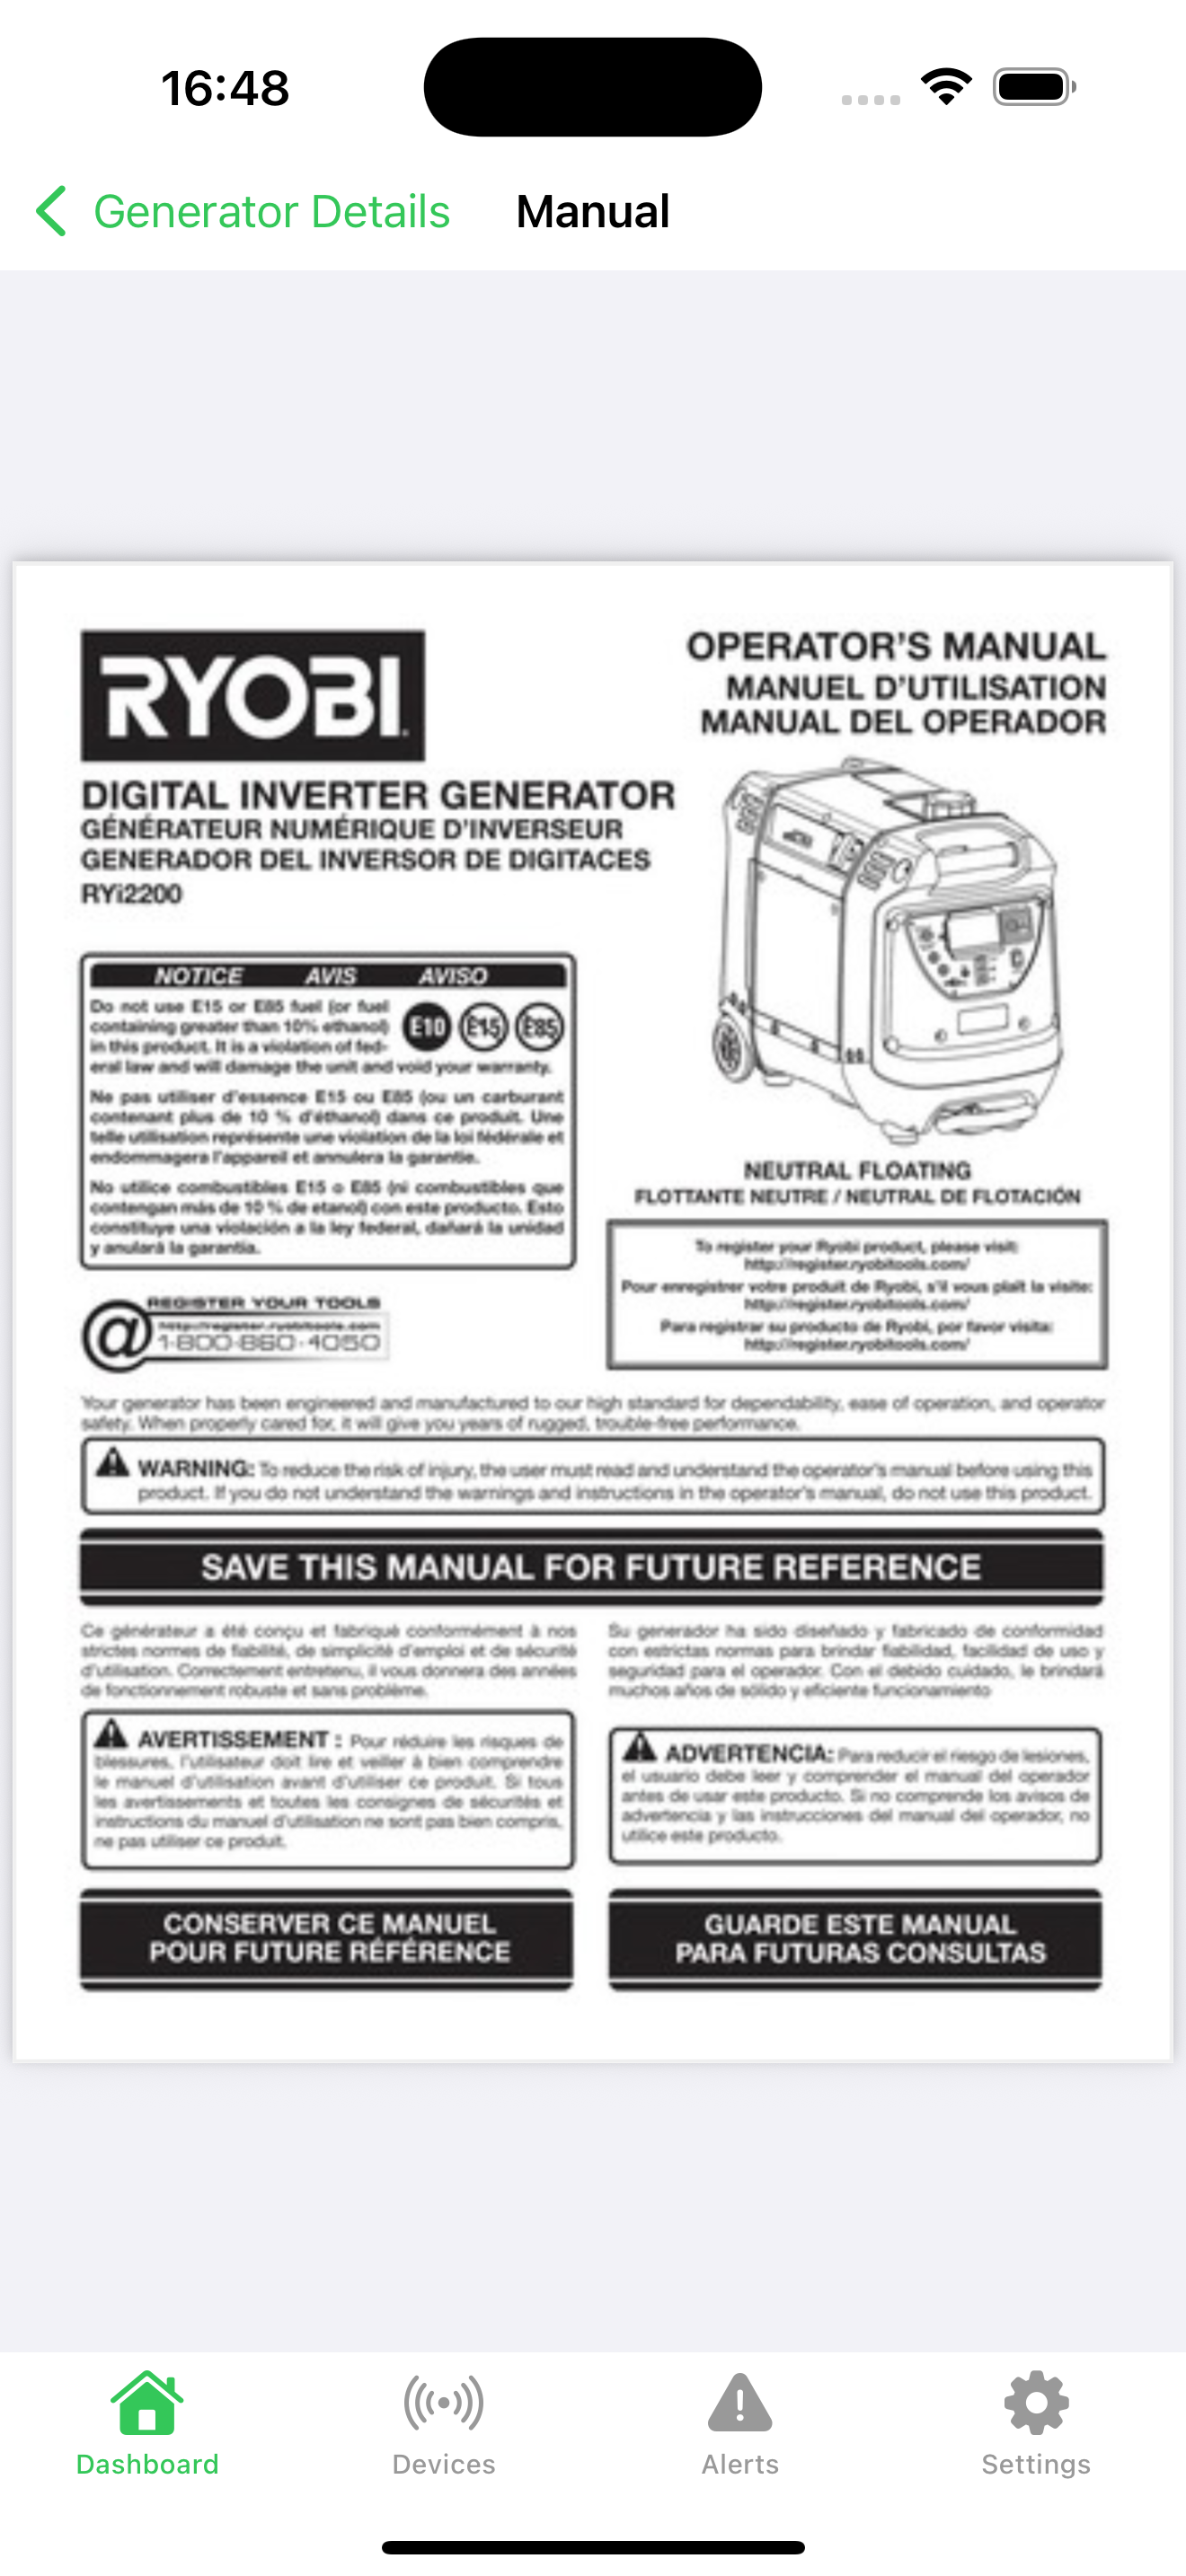 16:48
Generator Details
Manual
RYOBI
OPERATOR'S MANUAL
MANUEL D'UTILISATION
MANUAL DEL OPERADOR
DIGITAL INVERTER GENERATOR
GÉNÉRATEUR NUMÉRIQUE D'INVERSEUR
GENERADOR DEL INVERSOR DE DIGITACES
RYi2200
NOTICE AVIS AVISO
Do not use E15 or E85 fuel (or fuel
containing greater than 10% ethanol)
in this product. It is a violation of fed-
eral law and will damage the unit and void your warranty.
E10 E15 E85
Ne pas utiliser d'essence E15 ou E85 (ou un carburant
contenant plus de 10 % d'éthanol) dans ce produit. Une
telle utilisation représente une violation de la loi fédérale et
endommagera l'appareil et annulera la garantie.
No utilice combustibles E15 o E85 (ni combustibles que
contengan más de 10 % de etanol) con este producto. Esto
constituye una violación a la ley federal, dañará la unidad
y anulará la garantía.
NEUTRAL FLOATING
FLOTTANTE NEUTRE / NEUTRAL DE FLOTACIÓN
To register your Ryobi product, please visit:
http://register.ryobitools.com/
Pour enregistrer votre produit de Ryobi, s'il vous plaît la visite:
http://register.ryobitools.com/
Para registrar su producto de Ryobi, por favor visita:
http://register.ryobitools.com/
@
REGISTER YOUR TOOLS
http://register.ryobitools.com
1-800-860-4050
Your generator has been engineered and manufactured to our high standard for dependability, ease of operation, and operator
safety. When properly cared for, it will give you years of rugged, trouble-free performance.
WARNING: To reduce the risk of injury, the user must read and understand the operator's manual before using this
product. If you do not understand the warnings and instructions in the operator's manual, do not use this product.
SAVE THIS MANUAL FOR FUTURE REFERENCE
Ce générateur a été conçu et fabriqué conformément à nos
strictes normes de fiabilité, de simplicité d'emploi et de sécurité
d'utilisation. Correctement entretenu, il vous donnera des années
de fonctionnement robuste et sans problème.
AVERTISSEMENT : Pour réduire les risques de
blessures, l'utilisateur doit lire et veiller à bien comprendre
le manuel d'utilisation avant d'utiliser ce produit. Si tous
les avertissements et toutes les consignes de sécurités et
instructions du manuel d'utilisation ne sont pas bien compris,
ne pas utiliser ce produit.
CONSERVER CE MANUEL
POUR FUTURE RÉFÉRENCE
Su generador ha sido diseñado y fabricado de conformidad
con estrictas normas para brindar fiabilidad, facilidad de uso y
seguridad para el operador. Con el debido cuidado, le brindará
muchos años de sólido y eficiente funcionamiento
ADVERTENCIA: Para reducir el riesgo de lesiones,
el usuario debe leer y comprender el manual del operador
antes de usar este producto. Si no comprende los avisos de
advertencia y las instrucciones del manual del operador, no
utilice este producto.
GUARDE ESTE MANUAL
PARA FUTURAS CONSULTAS
Dashboard
Devices
Alerts
Settings